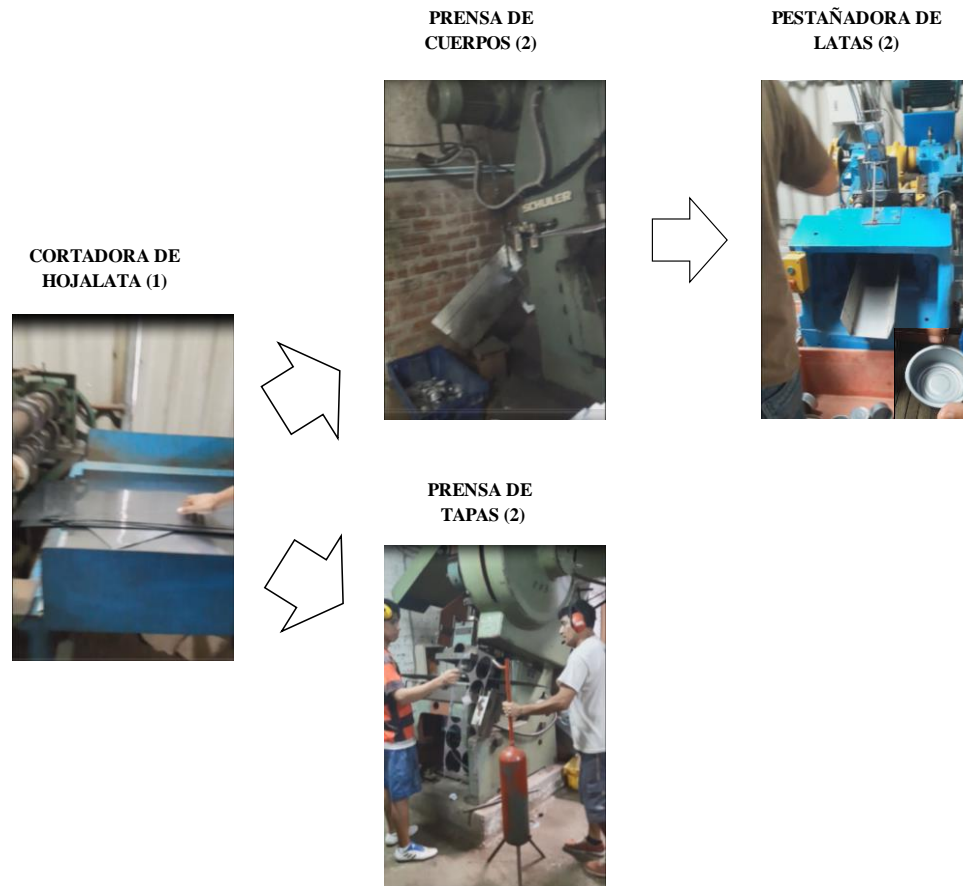 PRENSA DE
CUERPOS (2)
PESTAÑADORA DE
LATAS (2)
SCHULER
CORTADORA DE
HOJALATA (1)
PRENSA DE
TAPAS (2)